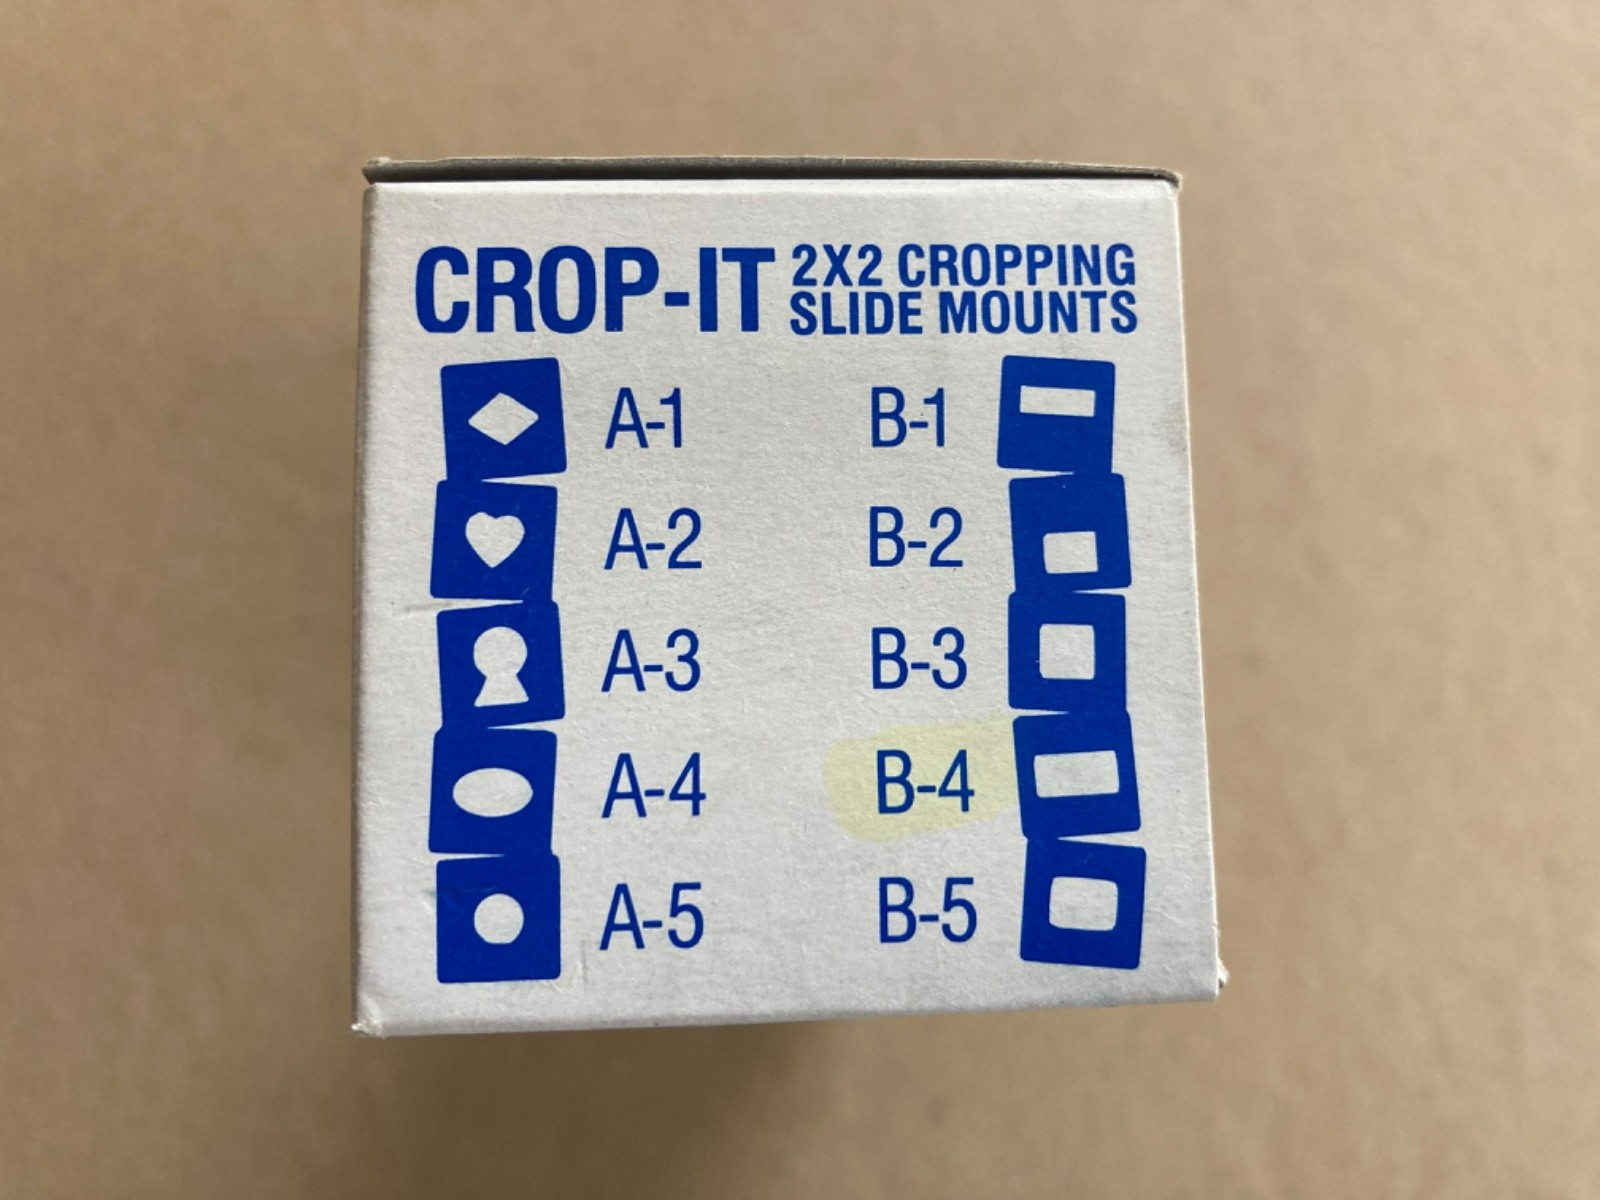 CROP-IT 2X2 CROPPING
SLIDE MOUNTS
A-1 B-1
A-2 B-2
A-3 B-3
A-4 B-4
A-5 B-5